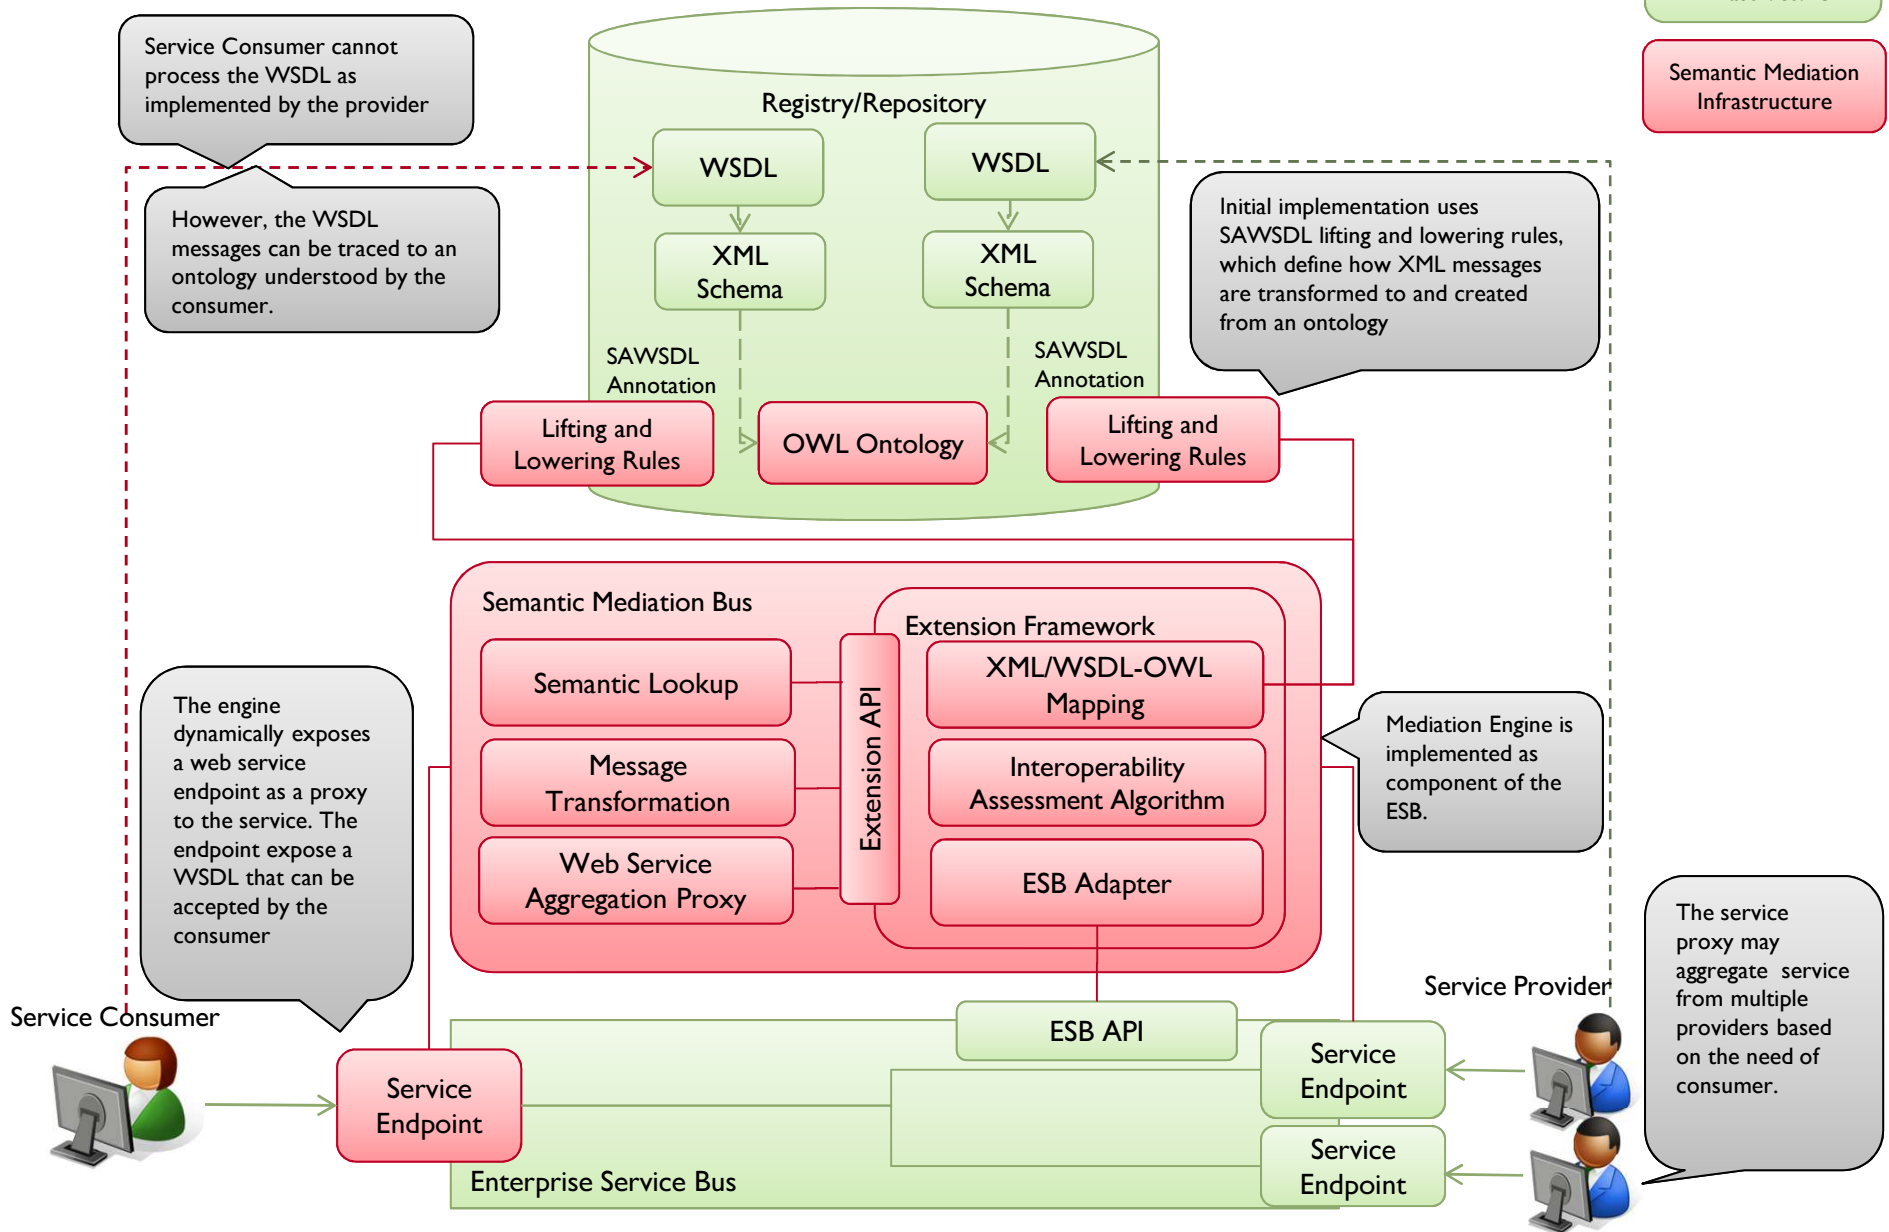 Service Consumer cannot
process the WSDL as
implemented by the provider
Semantic Mediation
Infrastructure
Registry/Repository
WSDL
WSDL
However, the WSDL
messages can be traced to an
ontology understood by the
consumer.
Initial implementation uses
SAWSDL lifting and lowering rules,
which define how XML messages
are transformed to and created
from an ontology
XML
Schema
XML
Schema
SAWSDL
Annotation
SAWSDL
Annotation
Lifting and
Lowering Rules
OWL Ontology
Lifting and
Lowering Rules
Semantic Mediation Bus
Extension Framework
Semantic Lookup
Message
Transformation
Web Service
Aggregation Proxy
Extension API
XML/WSDL-OWL
Mapping
Interoperability
Assessment Algorithm
ESB Adapter
The engine
dynamically exposes
a web service
endpoint as a proxy
to the service. The
endpoint expose a
WSDL that can be
accepted by the
consumer
Mediation Engine is
implemented as
component of the
ESB.
The service
proxy may
aggregate service
from multiple
providers based
on the need of
consumer.
Service Consumer
Service Provider
ESB API
Service
Endpoint
Service
Endpoint
Service
Endpoint
Enterprise Service Bus